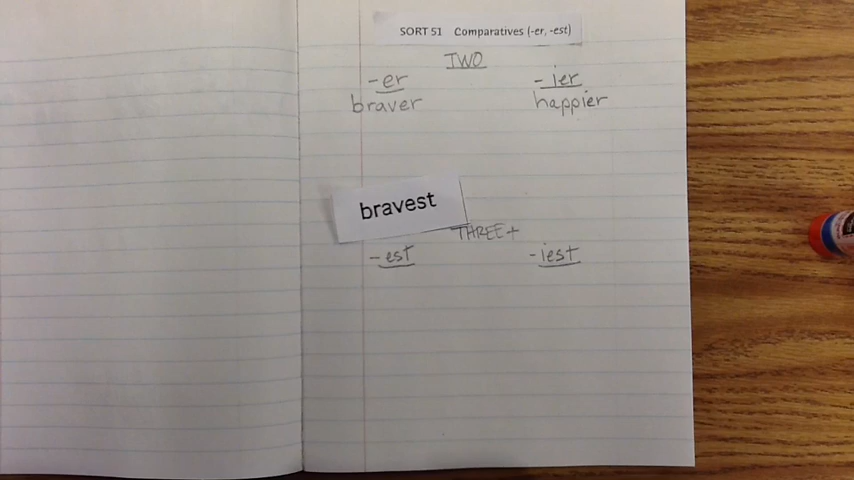 SORT 51 Comparatives (-er, -est)
TWO
-er -ier
braver happier
bravest
THREE+
-est -iest